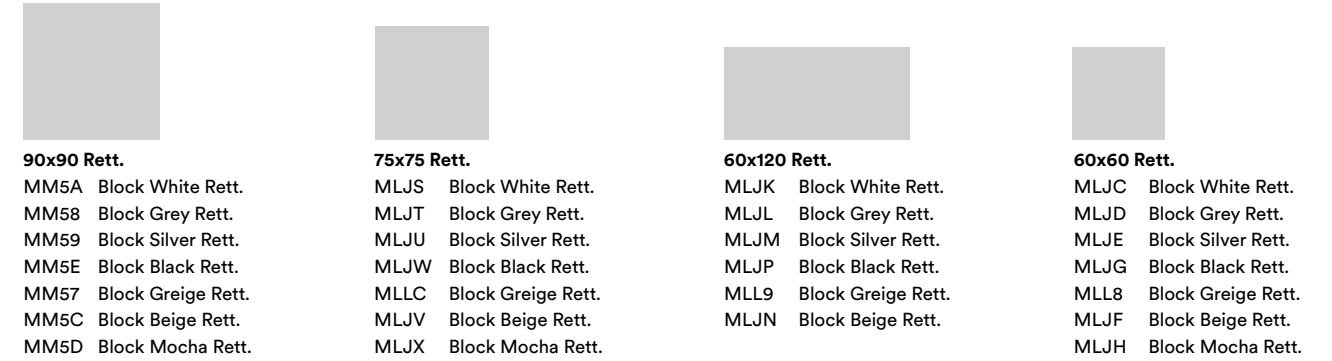 90x90 Rett.
MM5A Block White Rett.
MM58 Block Grey Rett.
MM59 Block Silver Rett.
MM5E Block Black Rett.
MM57 Block Greige Rett.
MM5C Block Beige Rett.
MM5D Block Mocha Rett.
75x75 Rett.
MLJS Block White Rett.
MLJT Block Grey Rett.
MLJU Block Silver Rett.
MLJW Block Black Rett.
MLLC Block Greige Rett.
MLJV Block Beige Rett.
MLJX Block Mocha Rett.
60x120 Rett.
MLJK Block White Rett.
MLJL Block Grey Rett.
MLJM Block Silver Rett.
MLJP Block Black Rett.
MLL9 Block Greige Rett.
MLJN Block Beige Rett.
60x60 Rett.
MLJC Block White Rett.
MLJD Block Grey Rett.
MLJE Block Silver Rett.
MLJG Block Black Rett.
MLL8 Block Greige Rett.
MLJF Block Beige Rett.
MLJH Block Mocha Rett.